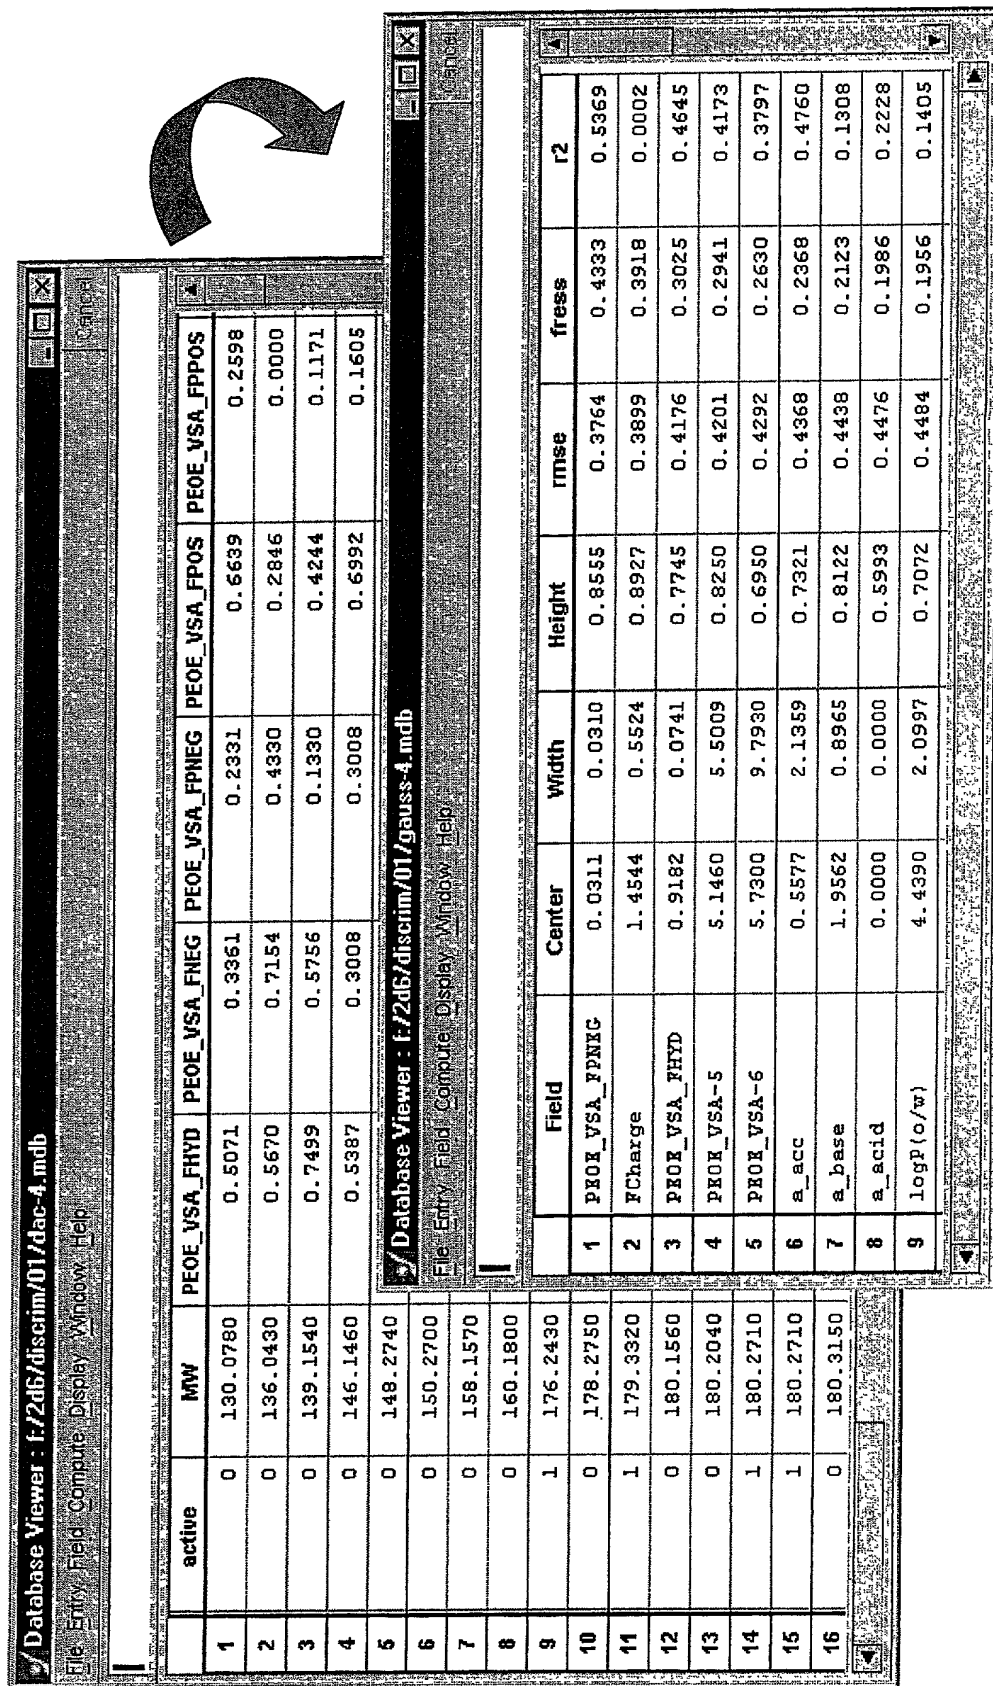 Database Viewer : f:/2d6/discrim/01/dac-4.mdb
File Entry Field Compute Display Window Help Cancel
active MW PEOE_VSA_FHYD PEOE_VSA_FNEG PEOE_VSA_FPNEG PEOE_VSA_FPOS PEOE_VSA_FPPOS
1 0 130.0780 0.5071 0.3361 0.2331 0.6639 0.2598
2 0 136.0430 0.5670 0.7154 0.4330 0.2846 0.0000
3 0 139.1540 0.7499 0.5756 0.1330 0.4244 0.1171
4 0 146.1460 0.5387 0.3008 0.3008 0.6992 0.1605
5 0 148.2740
6 0 150.2700
7 0 158.1570
8 0 160.1800
9 1 176.2430
10 0 178.2750
11 1 179.3320
12 0 180.1560
13 0 180.2040
14 1 180.2710
15 1 180.2710
16 0 180.3150
Database Viewer : f:/2d6/discrim/01/gauss-4.mdb
File Entry Field Compute Display Window Help Cancel
Field Center Width Height rmse fress r2
1 PEOE_VSA_FPNEG 0.0311 0.0310 0.8555 0.3764 0.4333 0.5369
2 FCharge 1.4544 0.5524 0.8927 0.3899 0.3918 0.0002
3 PEOE_VSA_FHYD 0.9182 0.0741 0.7745 0.4176 0.3025 0.4645
4 PEOE_VSA-5 5.1460 5.5009 0.8250 0.4201 0.2941 0.4173
5 PEOE_VSA-6 5.7300 9.7930 0.6950 0.4292 0.2630 0.3797
6 a_acc 0.5577 2.1359 0.7321 0.4368 0.2368 0.4760
7 a_base 1.9562 0.8965 0.8122 0.4438 0.2123 0.1308
8 a_acid 0.0000 0.0000 0.5993 0.4476 0.1986 0.2228
9 logP(o/w) 4.4390 2.0997 0.7072 0.4484 0.1956 0.1405